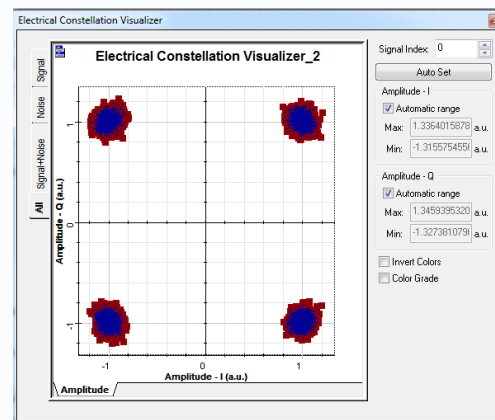 Electrical Constellation Visualizer
Electrical Constellation Visualizer_2
Signal
Noise
Signal+Noise
All
Amplitude - Q (a.u.)
1
0
-1
-1
0
1
Amplitude - I (a.u.)
Amplitude
Signal Index: 0
Auto Set
Amplitude - I
Automatic range
Max: 1.3364015878 a.u.
Min: -1.3155754556 a.u.
Amplitude - Q
Automatic range
Max: 1.3459395320 a.u.
Min: -1.327381079 a.u.
Invert Colors
Color Grade